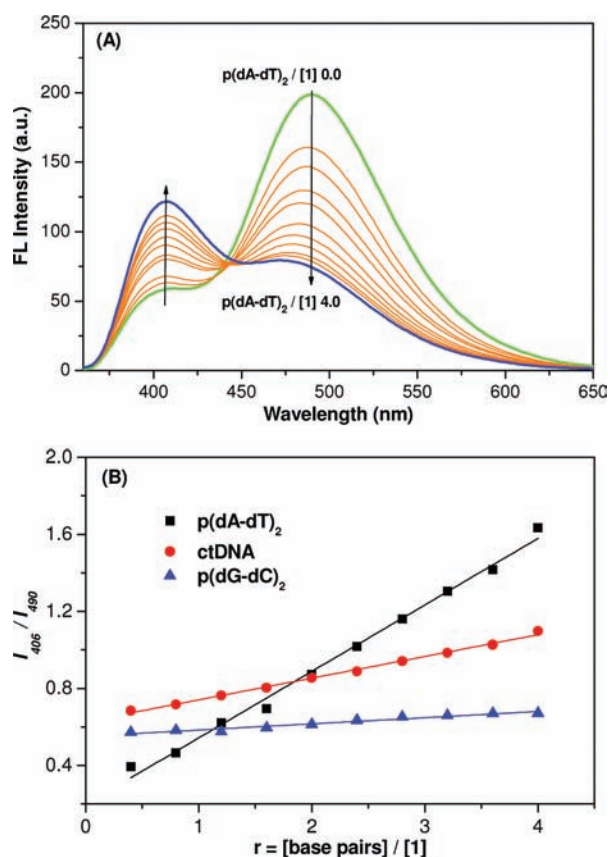 (A)
p(dA-dT)2 / [1] 0.0
p(dA-dT)2 / [1] 4.0
FL Intensity (a.u.)
250
200
150
100
50
0
400 450 500 550 600 650
Wavelength (nm)
(B)
p(dA-dT)2
ctDNA
p(dG-dC)2
I406 / I490
2.0
1.6
1.2
0.8
0.4
0 1 2 3 4
r = [base pairs] / [1]